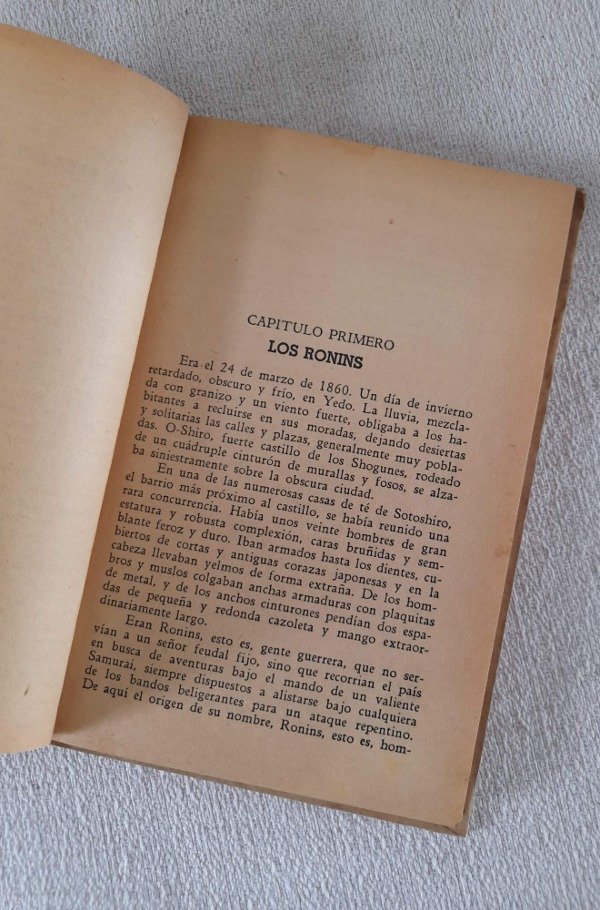 CAPITULO PRIMERO
LOS RONINS
Era el 24 de marzo de 1860. Un día de invierno
retardado, obscuro y frío, en Yedo. La lluvia, mezcla-
da con granizo y un viento fuerte, obligaba a los ha-
bitantes a recluirse en sus moradas, dejando desiertas
y solitarias las calles y plazas, generalmente muy pobla-
das. O-Shiro, fuerte castillo de los Shogunes, rodeado
de un cuádruple cinturón de murallas y fosos, se alza-
ba siniestramente sobre la obscura ciudad.
En una de las numerosas casas de té de Sotoshiro,
el barrio más próximo al castillo, se había reunido una
rara concurrencia. Había unos veinte hombres de gran
estatura y robusta complexión, caras bruñidas y sem-
blante feroz y duro. Iban armados hasta los dientes, cu-
biertos de cortas y antiguas corazas japonesas y en la
cabeza llevaban yelmos de forma extraña. De los hom-
bros y muslos colgaban anchas armaduras con plaquitas
de metal, y de los anchos cinturones pendían dos espa-
das de pequeña y redonda cazoleta y mango extraor-
dinariamente largo.
Eran Ronins, esto es, gente guerrera, que no ser-
vían a un señor feudal fijo, sino que recorrían el país
en busca de aventuras bajo el mando de un valiente
Samurai, siempre dispuestos a alistarse bajo cualquiera
de los bandos beligerantes para un ataque repentino.
De aquí el origen de su nombre, Ronins, esto es, hom-